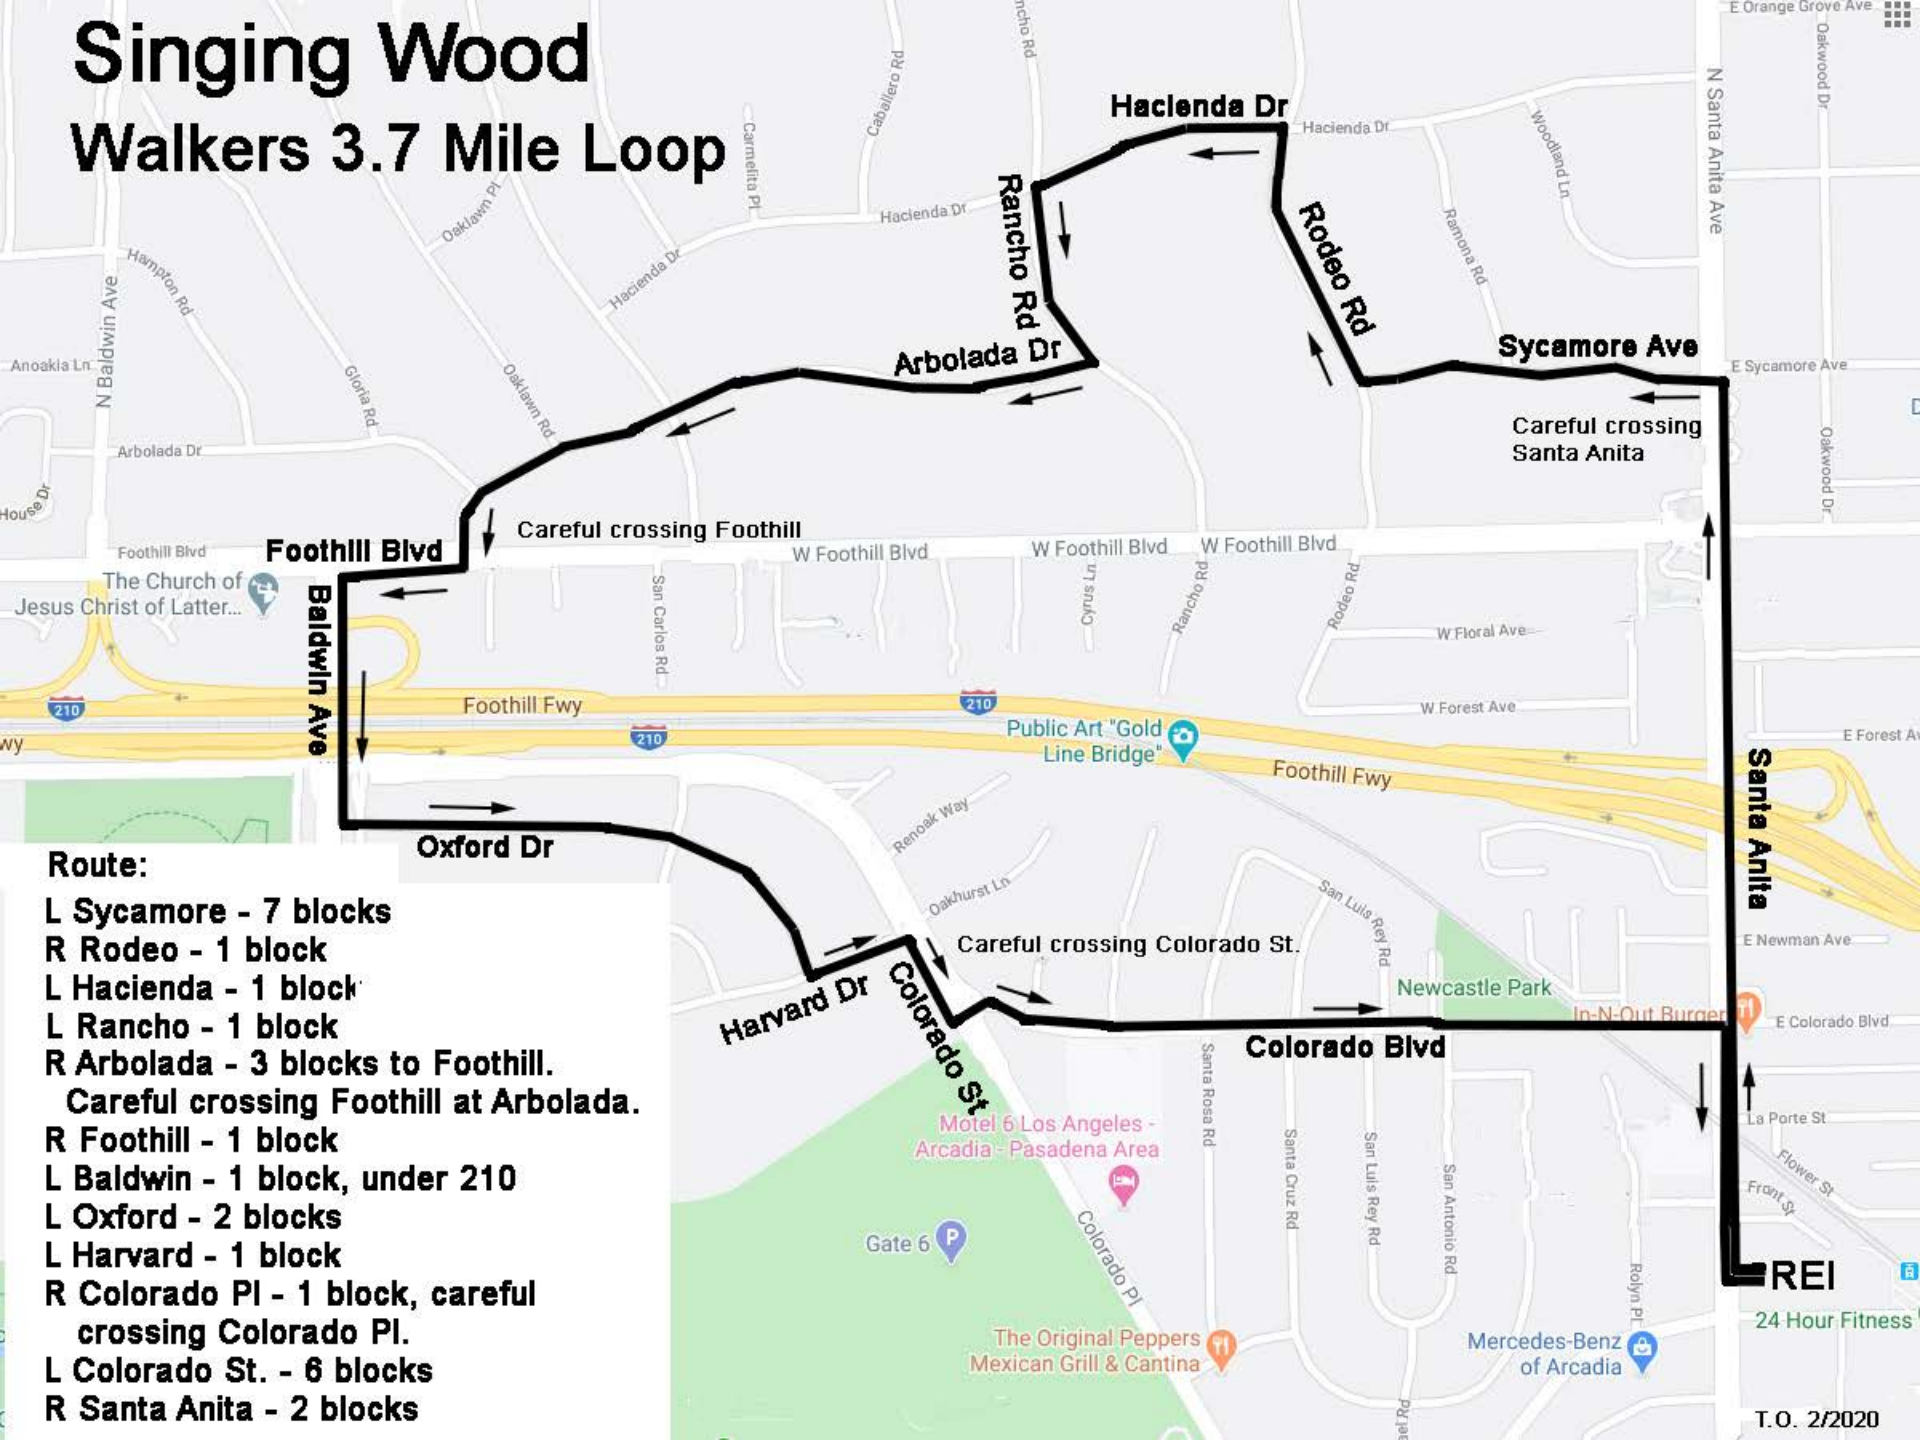 Singing Wood
Walkers 3.7 Mile Loop
E Orange Grove Ave
ncho Rd
Caballero Rd
Carmelita Pl
Oakwood Dr
N Santa Anita Ave
Hacienda Dr
Hacienda Dr
Woodland Ln
Oaklawn Pl
Hacienda Dr
Rancho Rd
Rodeo Rd
Ramona Rd
Hampton Rd
Hacienda Dr
N Baldwin Ave
Anoakia Ln
Gloria Rd
Oaklawn Rd
Arbolada Dr
Sycamore Ave
E Sycamore Ave
Careful crossing
Santa Anita
Oakwood Dr
Arbolada Dr
House Dr
Careful crossing Foothill
Foothill Blvd
Foothill Blvd
W Foothill Blvd
W Foothill Blvd
W Foothill Blvd
The Church of
Jesus Christ of Latter...
Baldwin Ave
San Carlos Rd
Cyrus Ln
Rancho Rd
Rodeo Rd
W Floral Ave
210
Foothill Fwy
210
210
W Forest Ave
wy
Public Art "Gold
Line Bridge"
Foothill Fwy
E Forest Av
Santa Anita
Renoak Way
Oxford Dr
Oakhurst Ln
San Luis Rey Rd
Careful crossing Colorado St.
E Newman Ave
Harvard Dr
Colorado St
Newcastle Park
In-N-Out Burger
E Colorado Blvd
Colorado Blvd
Santa Rosa Rd
Motel 6 Los Angeles -
Arcadia - Pasadena Area
Santa Cruz Rd
San Luis Rey Rd
San Antonio Rd
La Porte St
Flower St
Front St
Gate 6
P
Colorado Pl
Rolyn Pl
REI
24 Hour Fitness
The Original Peppers
Mexican Grill & Cantina
Mercedes-Benz
of Arcadia
T.O. 2/2020
Route:
L Sycamore - 7 blocks
R Rodeo - 1 block
L Hacienda - 1 block
L Rancho - 1 block
R Arbolada - 3 blocks to Foothill.
Careful crossing Foothill at Arbolada.
R Foothill - 1 block
L Baldwin - 1 block, under 210
L Oxford - 2 blocks
L Harvard - 1 block
R Colorado Pl - 1 block, careful
crossing Colorado Pl.
L Colorado St. - 6 blocks
R Santa Anita - 2 blocks